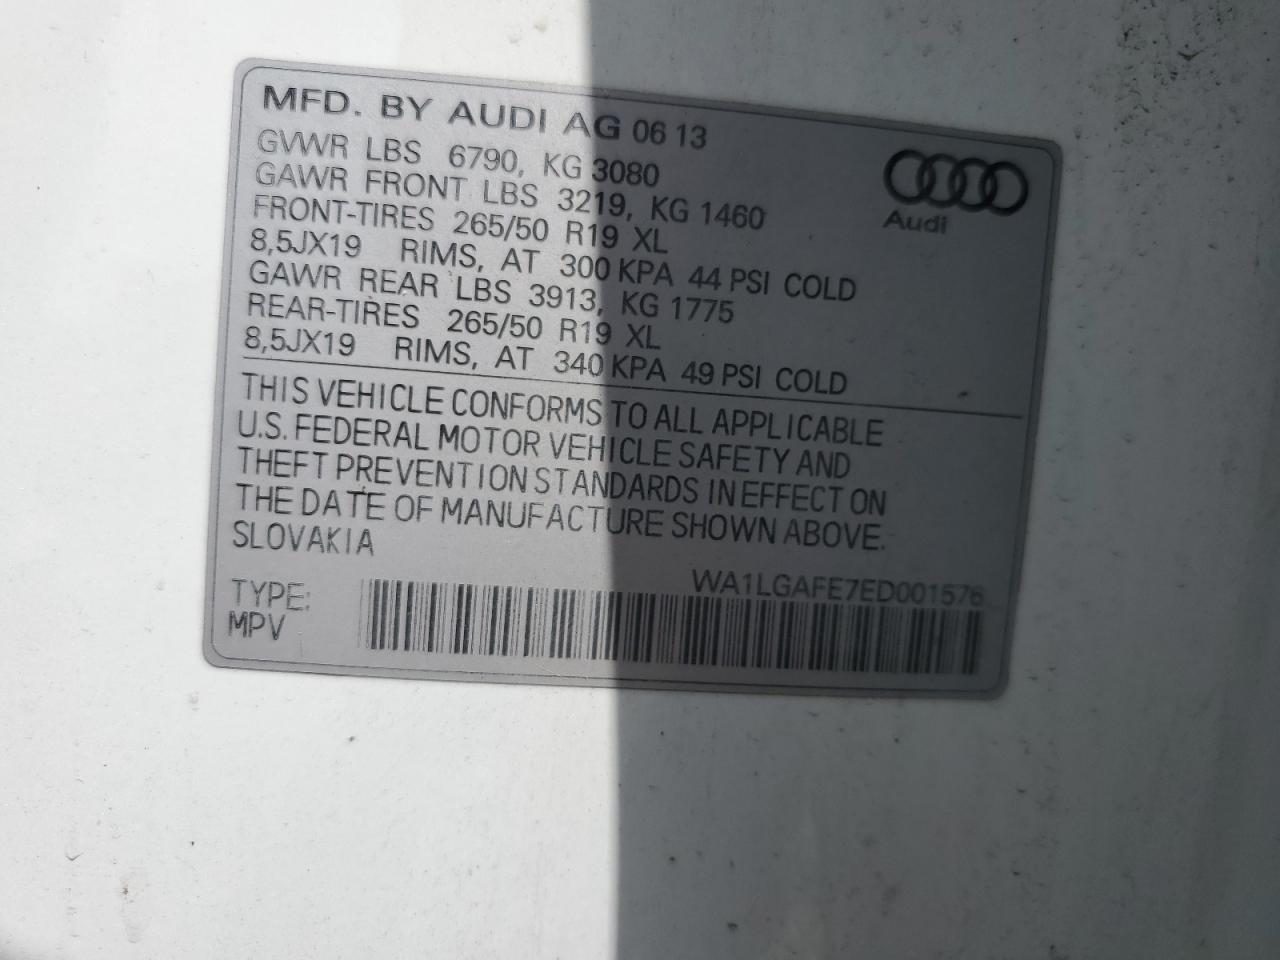 MFD. BY AUDI AG 06 13
GVWR LBS 6790, KG 3080
GAWR FRONT LBS 3219, KG 1460
FRONT-TIRES 265/50 R19 XL
8,5JX19 RIMS, AT 300 KPA 44 PSI COLD
GAWR REAR LBS 3913, KG 1775
REAR-TIRES 265/50 R19 XL
8,5JX19 RIMS, AT 340 KPA 49 PSI COLD
Audi
THIS VEHICLE CONFORMS TO ALL APPLICABLE
U.S. FEDERAL MOTOR VEHICLE SAFETY AND
THEFT PREVENTION STANDARDS IN EFFECT ON
THE DATE OF MANUFACTURE SHOWN ABOVE.
SLOVAKIA
WA1LGAFE7ED001576
TYPE:
MPV